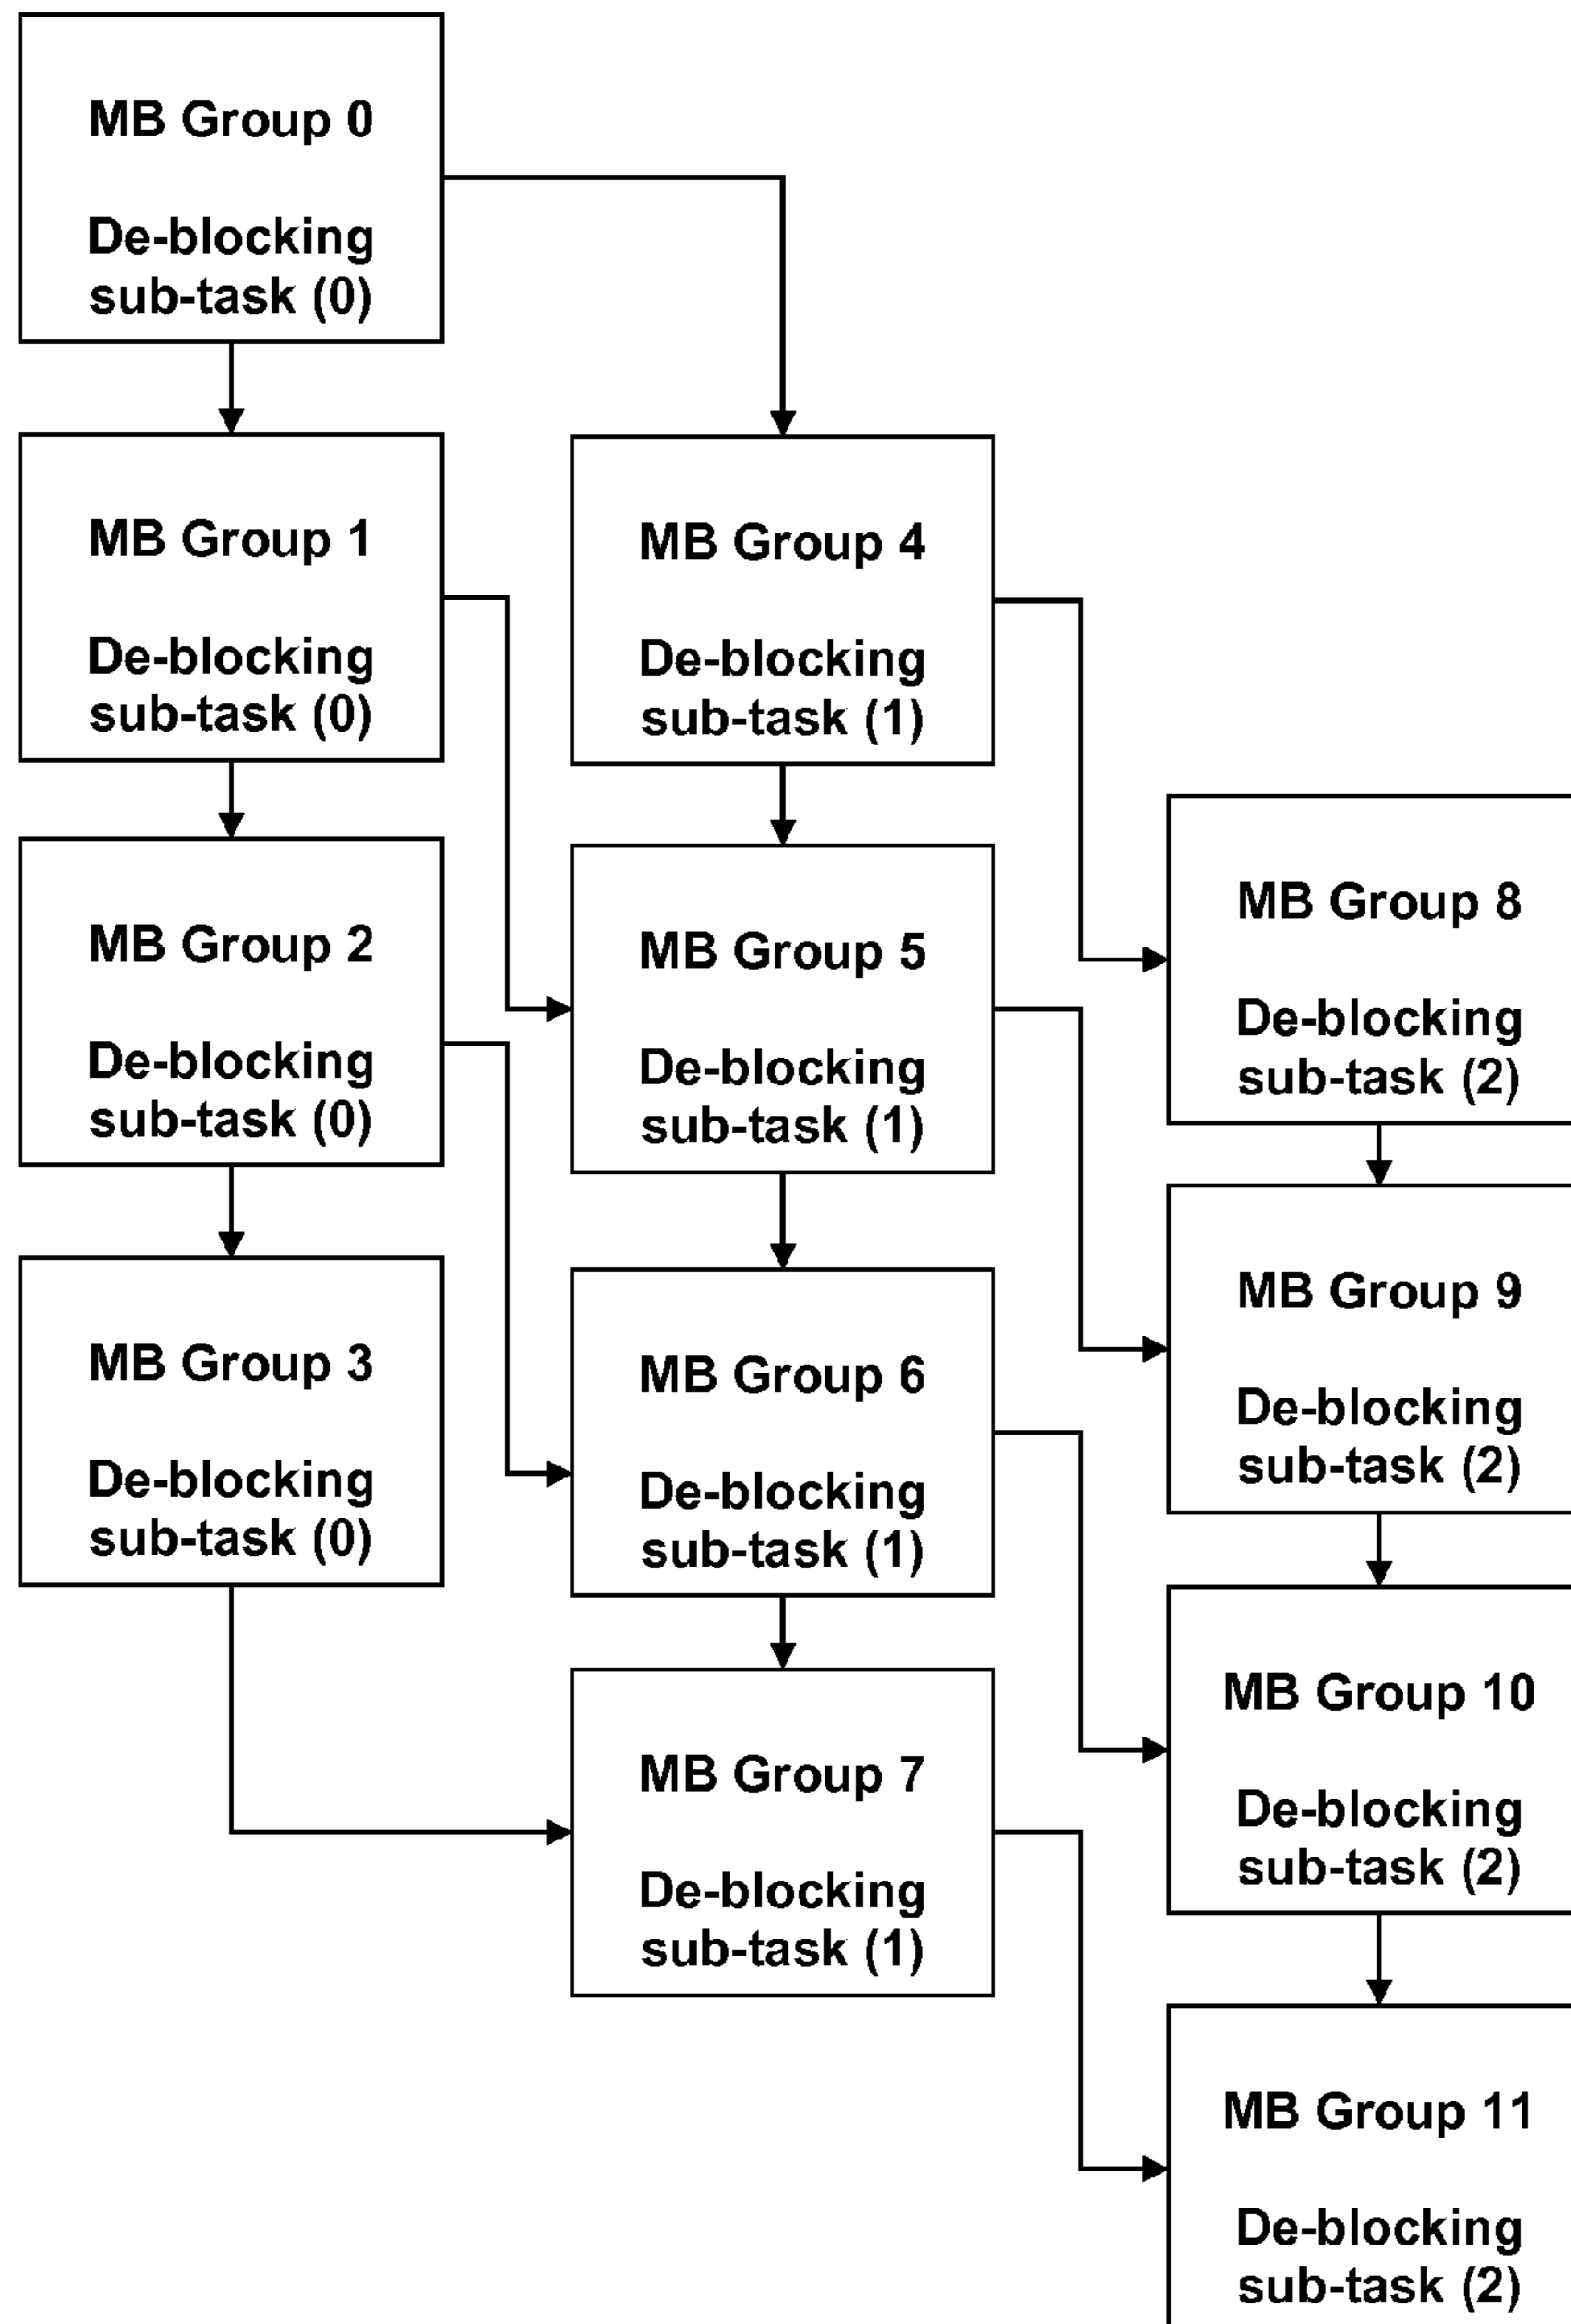 MB Group 0
De-blocking
sub-task (0)
MB Group 1
De-blocking
sub-task (0)
MB Group 2
De-blocking
sub-task (0)
MB Group 3
De-blocking
sub-task (0)
MB Group 4
De-blocking
sub-task (1)
MB Group 5
De-blocking
sub-task (1)
MB Group 6
De-blocking
sub-task (1)
MB Group 7
De-blocking
sub-task (1)
MB Group 8
De-blocking
sub-task (2)
MB Group 9
De-blocking
sub-task (2)
MB Group 10
De-blocking
sub-task (2)
MB Group 11
De-blocking
sub-task (2)